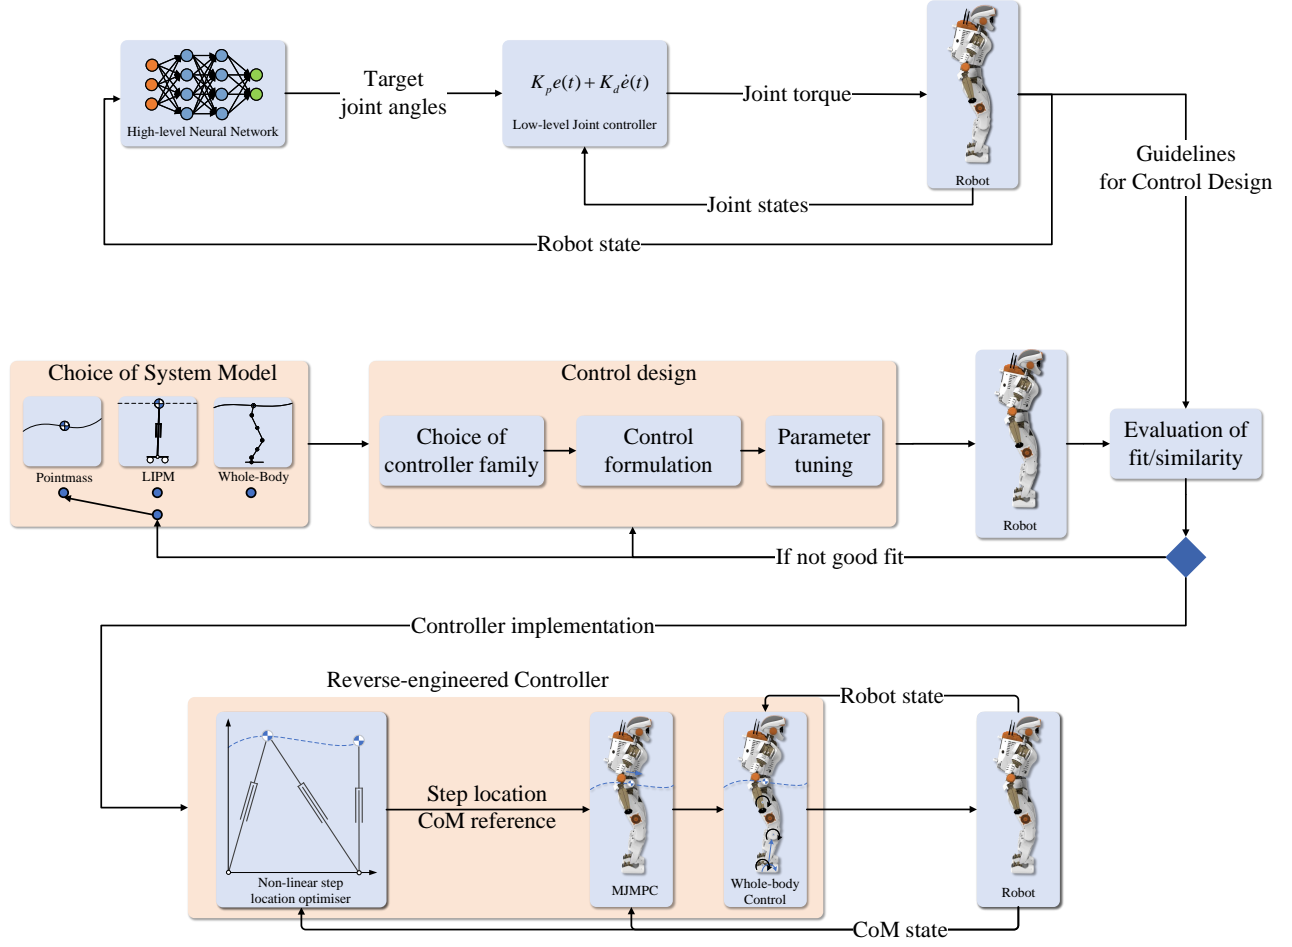 High-level Neural Network
Target
joint angles
K_p e(t) + K_d ė(t)
Low-level Joint controller
Joint torque
Robot
Guidelines
for Control Design
Joint states
Robot state
Choice of System Model
Pointmass
LIPM
Whole-Body
Control design
Choice of
controller family
Control
formulation
Parameter
tuning
Robot
Evaluation of
fit/similarity
If not good fit
Controller implementation
Reverse-engineered Controller
Non-linear step
location optimiser
Step location
CoM reference
MJMPC
Whole-body
Control
Robot state
Robot
CoM state